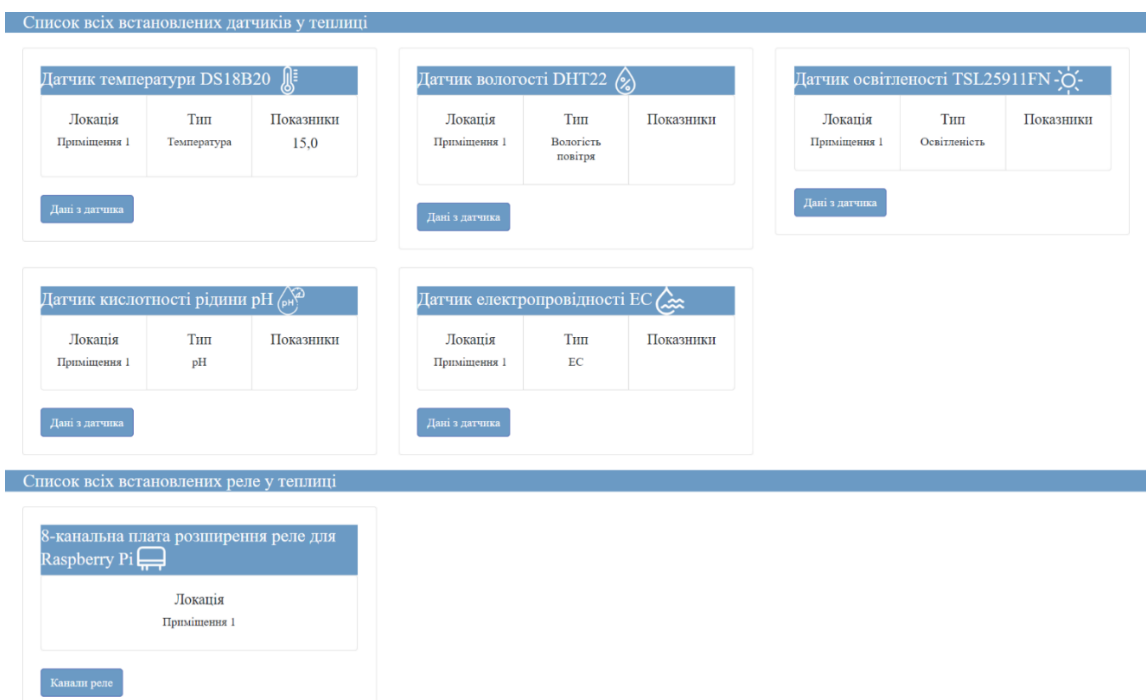 Список всіх встановлених датчиків у теплиці
Датчик температури DS18B20
Локація
Приміщення 1
Тип
Температура
Показники
15,0
Дані з датчика
Датчик вологості DHT22
%
Локація
Приміщення 1
Тип
Вологість
повітря
Показники
Дані з датчика
Датчик освітленості TSL25911FN
Локація
Приміщення 1
Тип
Освітленість
Показники
Дані з датчика
Датчик кислотності рідини pH
pH
Локація
Приміщення 1
Тип
pH
Показники
Дані з датчика
Датчик електропровідності EC
Локація
Приміщення 1
Тип
EC
Показники
Дані з датчика
Список всіх встановлених реле у теплиці
8-канальна плата розширення реле для
Raspberry Pi
Локація
Приміщення 1
Канали реле